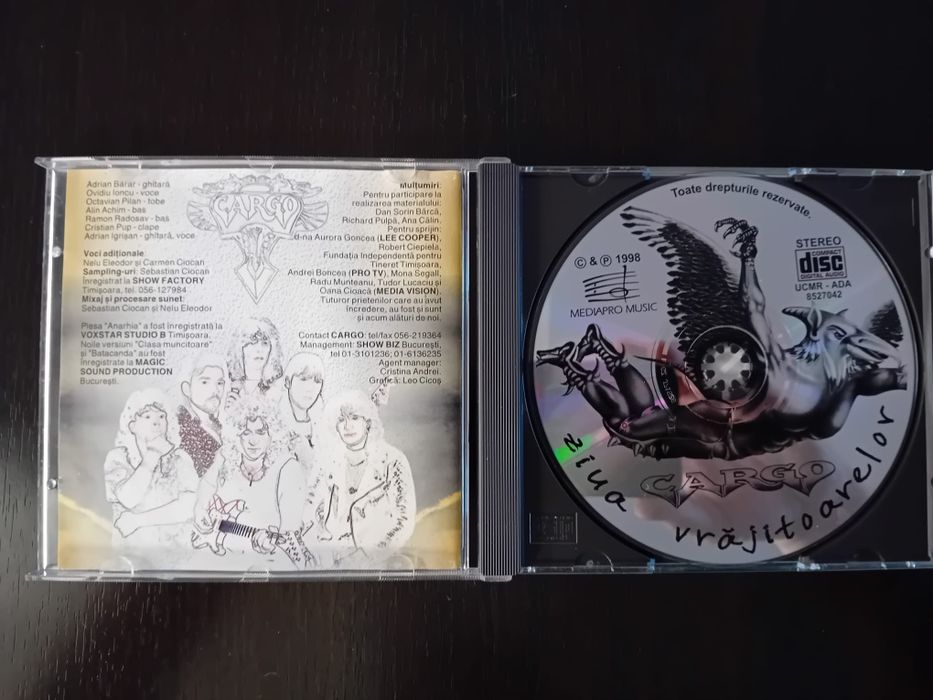 Adrian Bărar - ghitară
Ovidiu Ioncu - voce
Octavian Pilan - tobe
Alin Achim - bas
Ramon Radosav - bas
Cristian Pup - clape
Adrian Igrișan - ghitară, voce
Voci adiționale:
Nelu Eleodor și Carmen Ciocan
Sampling-uri: Sebastian Ciocan
Înregistrat la SHOW FACTORY
Timișoara, tel. 056-127984
Mixaj și procesare sunet:
Sebastian Ciocan și Nelu Eleodor
Piesa "Anarhia" a fost înregistrată la
VOXSTAR STUDIO B Timișoara.
Noile versiuni "Clasa muncitoare"
și "Batacanda" au fost
înregistrate la MAGIC
SOUND PRODUCTION
București.
CARGO
Mulțumiri:
Pentru participare la
realizarea materialului:
Dan Sorin Bârcă,
Richard Pulpă, Ana Călin.
Pentru sprijin:
d-na Aurora Goncea (LEE COOPER),
Robert Ciepiela,
Fundația Independentă pentru
Tineret Timișoara,
Andrei Boncea (PRO TV), Mona Segall,
Radu Munteanu, Tudor Lucaciu și
Oana Cioacă (MEDIA VISION),
Tuturor prietenilor care au avut
încredere, au fost și sunt
și acum alături de noi.
Contact CARGO: tel/fax 056-219364
Management: SHOW BIZ București,
tel 01-3101236; 01-6136235
Agent manager:
Cristina Andrei.
Grafică: Leo Cicoș
Toate drepturile rezervate.
© & ℗ 1998
MEDIAPRO MUSIC
STEREO
COMPACT
disc
DIGITAL AUDIO
UCMR - ADA
8527042
CARGO
ziua vrăjitoarelor